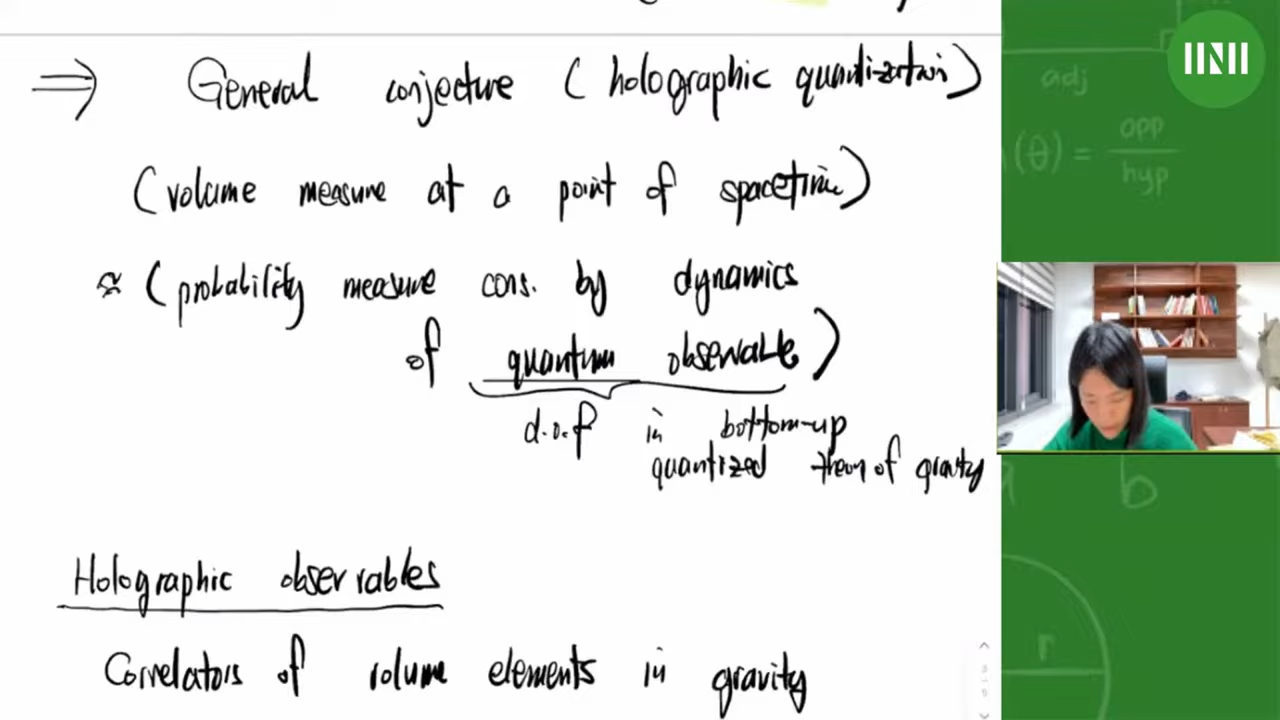 ⇒ General conjecture (holographic quantization)
(volume measure at a point of spacetime)
≈ (probability measure cons. by dynamics
of quantum observable)
d.o.f in bottom-up
quantized theory of gravity
Holographic observables
Correlators of volume elements in gravity
adj
(θ) = opp
hyp
b
r